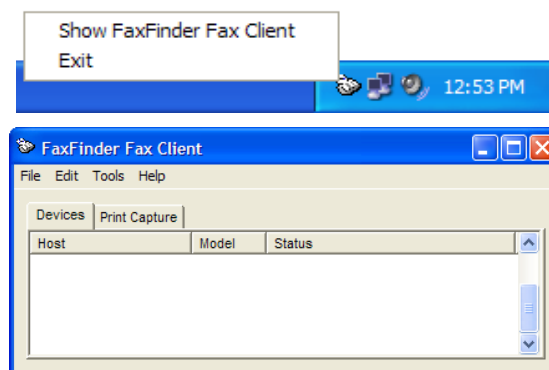 Show FaxFinder Fax Client
Exit
12:53 PM
FaxFinder Fax Client
File Edit Tools Help
Devices Print Capture
Host Model Status